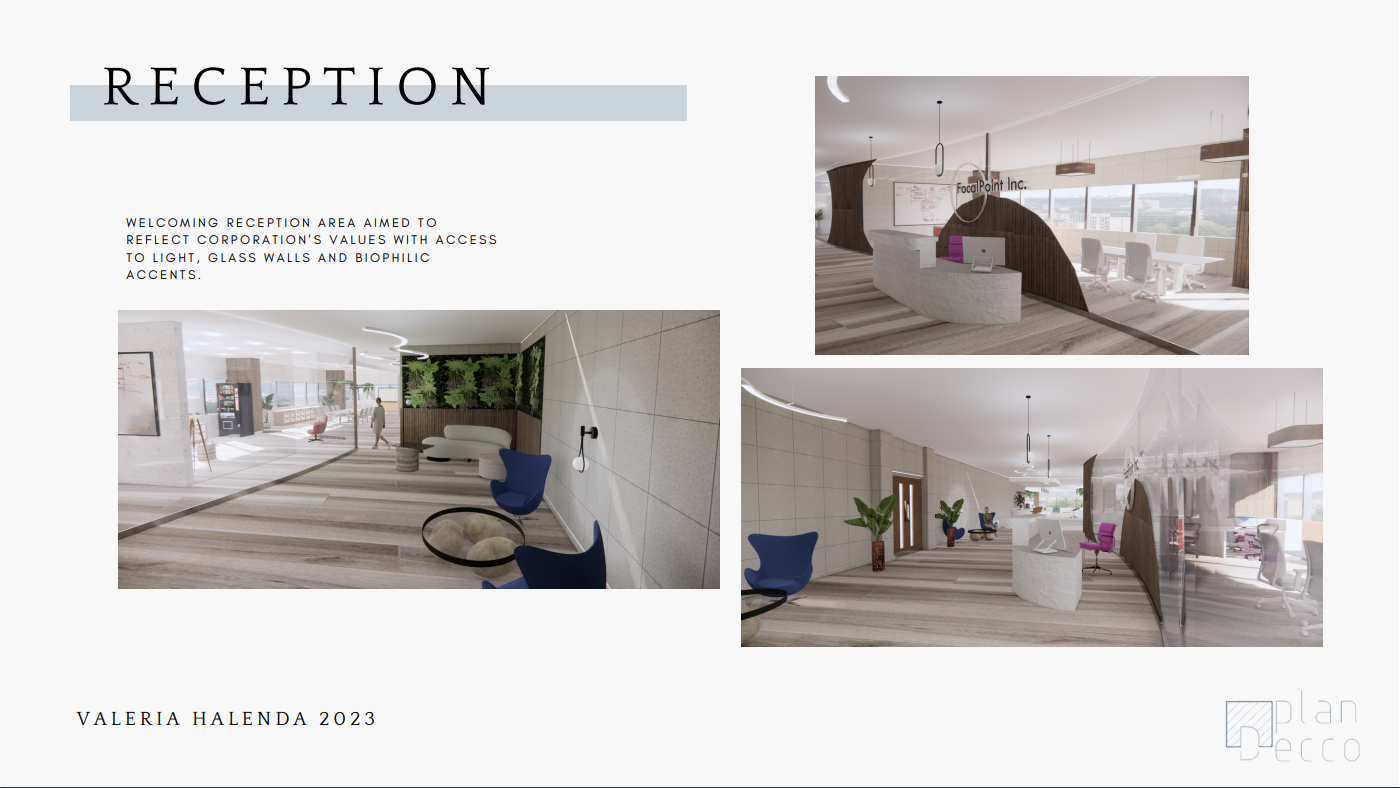 RECEPTION
WELCOMING RECEPTION AREA AIMED TO
REFLECT CORPORATION'S VALUES WITH ACCESS
TO LIGHT, GLASS WALLS AND BIOPHILIC
ACCENTS.
FocalPoint Inc.
VALERIA HALENDA 2023
plan
Decco